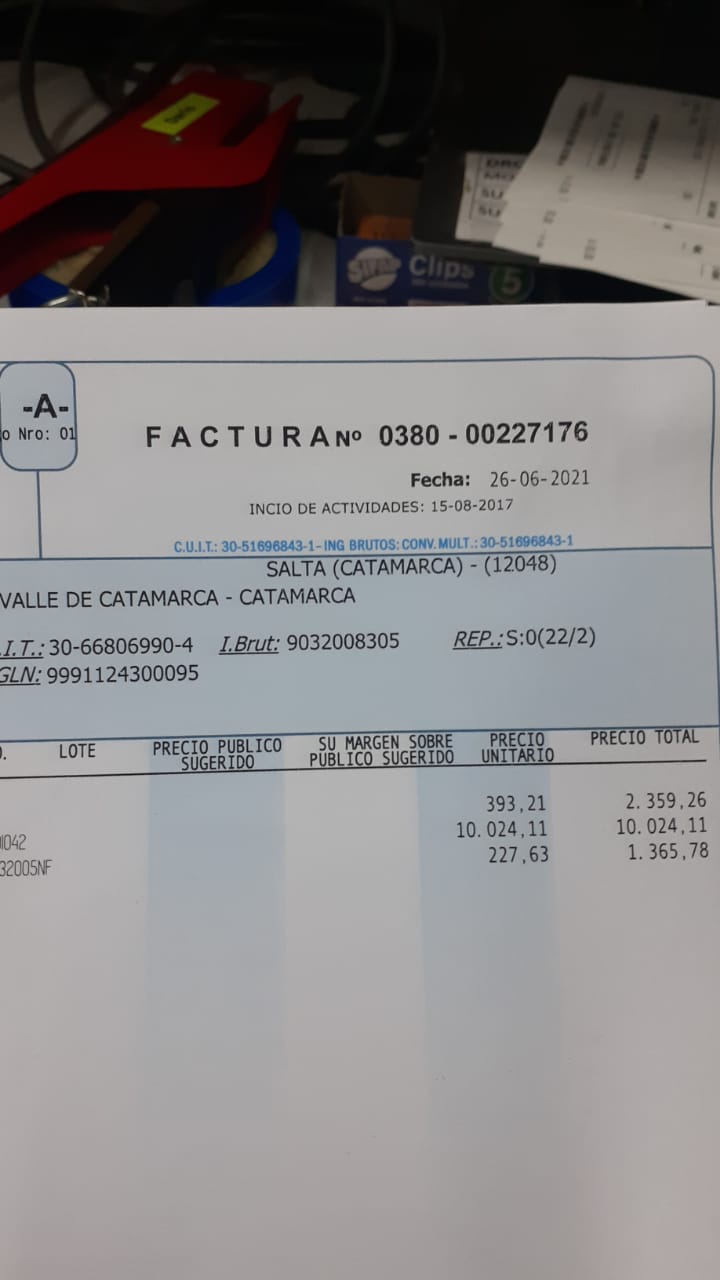 Clips
5
-A-
o Nro: 01
FACTURA Nº 0380 - 00227176
Fecha: 26-06-2021
INCIO DE ACTIVIDADES: 15-08-2017
C.U.I.T.: 30-51696843-1- ING BRUTOS: CONV. MULT.: 30-51696843-1
SALTA (CATAMARCA) - (12048)
VALLE DE CATAMARCA - CATAMARCA
.I.T.: 30-66806990-4 I.Brut: 9032008305 REP.:S:0(22/2)
GLN: 9991124300095
LOTE PRECIO PUBLICO SU MARGEN SOBRE PRECIO PRECIO TOTAL
SUGERIDO PUBLICO SUGERIDO UNITARIO
393,21 2.359,26
042 10.024,11 10.024,11
32005NF 227,63 1.365,78